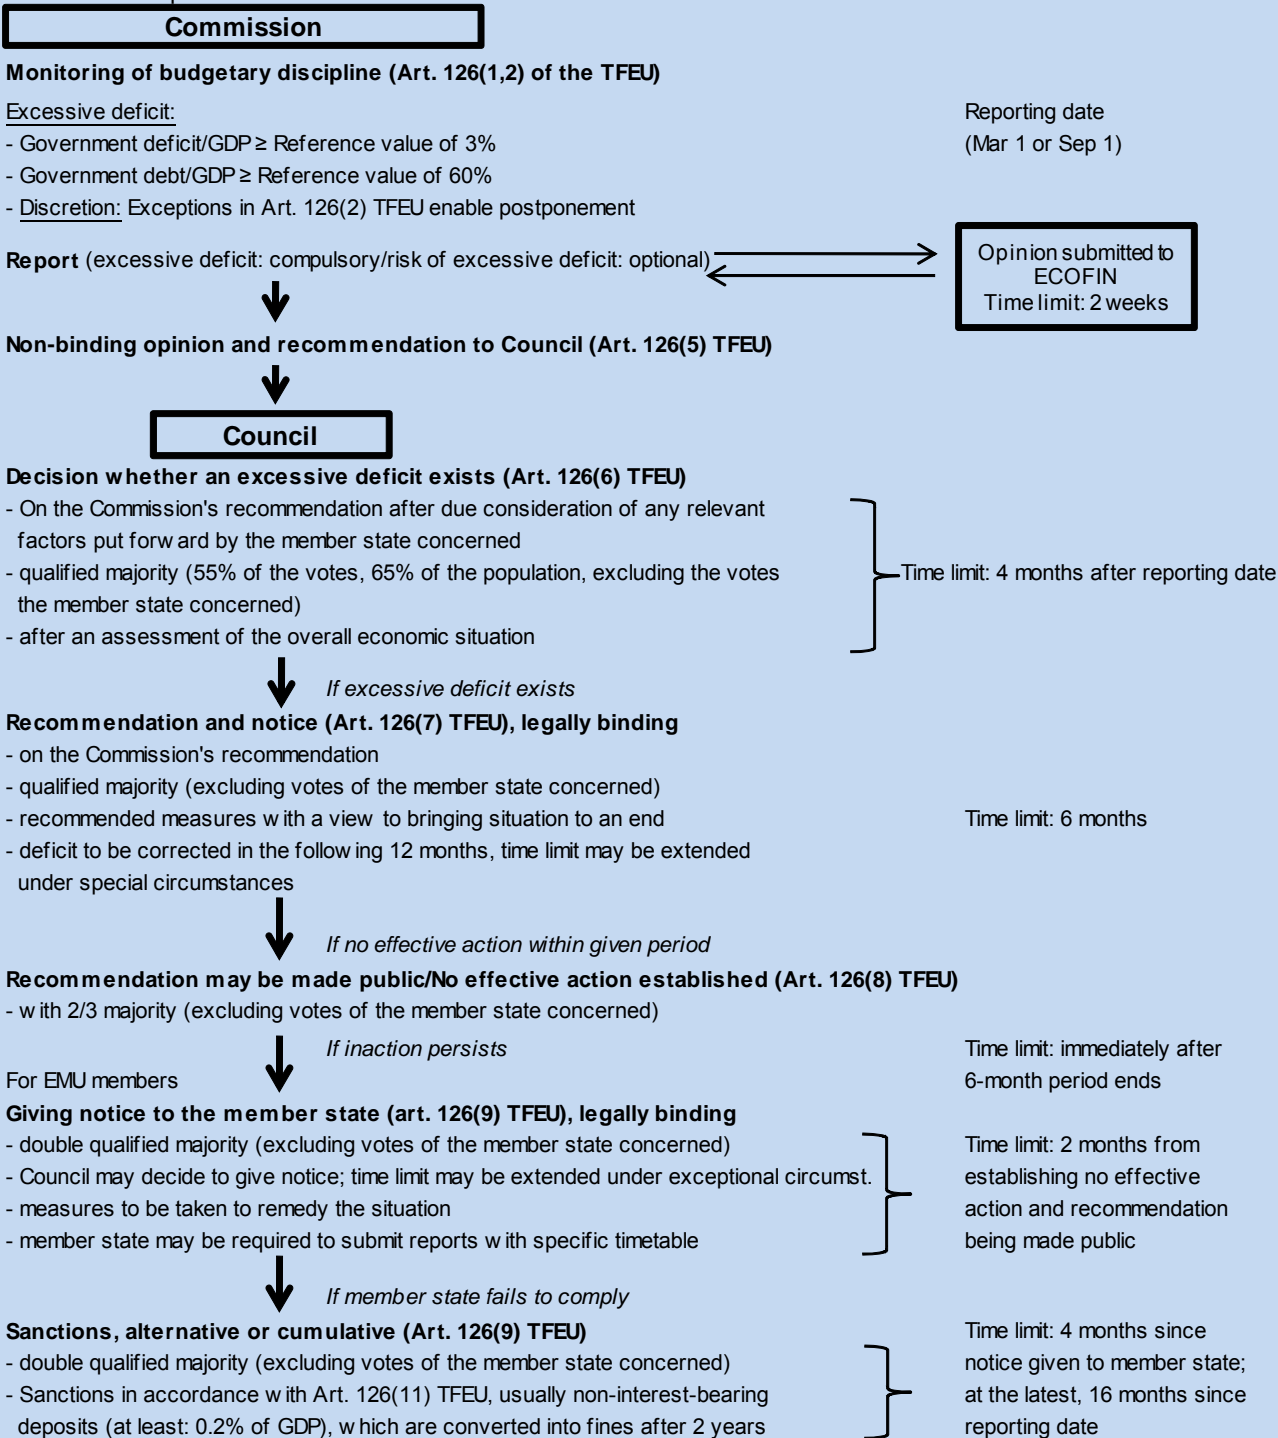 Commission
Monitoring of budgetary discipline (Art. 126(1,2) of the TFEU)
Excessive deficit:
Reporting date
- Government deficit/GDP ≥ Reference value of 3%
(Mar 1 or Sep 1)
- Government debt/GDP ≥ Reference value of 60%
- Discretion: Exceptions in Art. 126(2) TFEU enable postponement
Report (excessive deficit: compulsory/risk of excessive deficit: optional)
Opinion submitted to
ECOFIN
Time limit: 2 weeks
Non-binding opinion and recommendation to Council (Art. 126(5) TFEU)
Council
Decision whether an excessive deficit exists (Art. 126(6) TFEU)
- On the Commission's recommendation after due consideration of any relevant
factors put forward by the member state concerned
- qualified majority (55% of the votes, 65% of the population, excluding the votes
the member state concerned)
- after an assessment of the overall economic situation
Time limit: 4 months after reporting date
If excessive deficit exists
Recommendation and notice (Art. 126(7) TFEU), legally binding
- on the Commission's recommendation
- qualified majority (excluding votes of the member state concerned)
- recommended measures with a view to bringing situation to an end
Time limit: 6 months
- deficit to be corrected in the following 12 months, time limit may be extended
under special circumstances
If no effective action within given period
Recommendation may be made public/No effective action established (Art. 126(8) TFEU)
- with 2/3 majority (excluding votes of the member state concerned)
If inaction persists
Time limit: immediately after
6-month period ends
For EMU members
Giving notice to the member state (art. 126(9) TFEU), legally binding
- double qualified majority (excluding votes of the member state concerned)
- Council may decide to give notice; time limit may be extended under exceptional circumst.
- measures to be taken to remedy the situation
- member state may be required to submit reports with specific timetable
Time limit: 2 months from
establishing no effective
action and recommendation
being made public
If member state fails to comply
Sanctions, alternative or cumulative (Art. 126(9) TFEU)
- double qualified majority (excluding votes of the member state concerned)
- Sanctions in accordance with Art. 126(11) TFEU, usually non-interest-bearing
deposits (at least: 0.2% of GDP), which are converted into fines after 2 years
Time limit: 4 months since
notice given to member state;
at the latest, 16 months since
reporting date